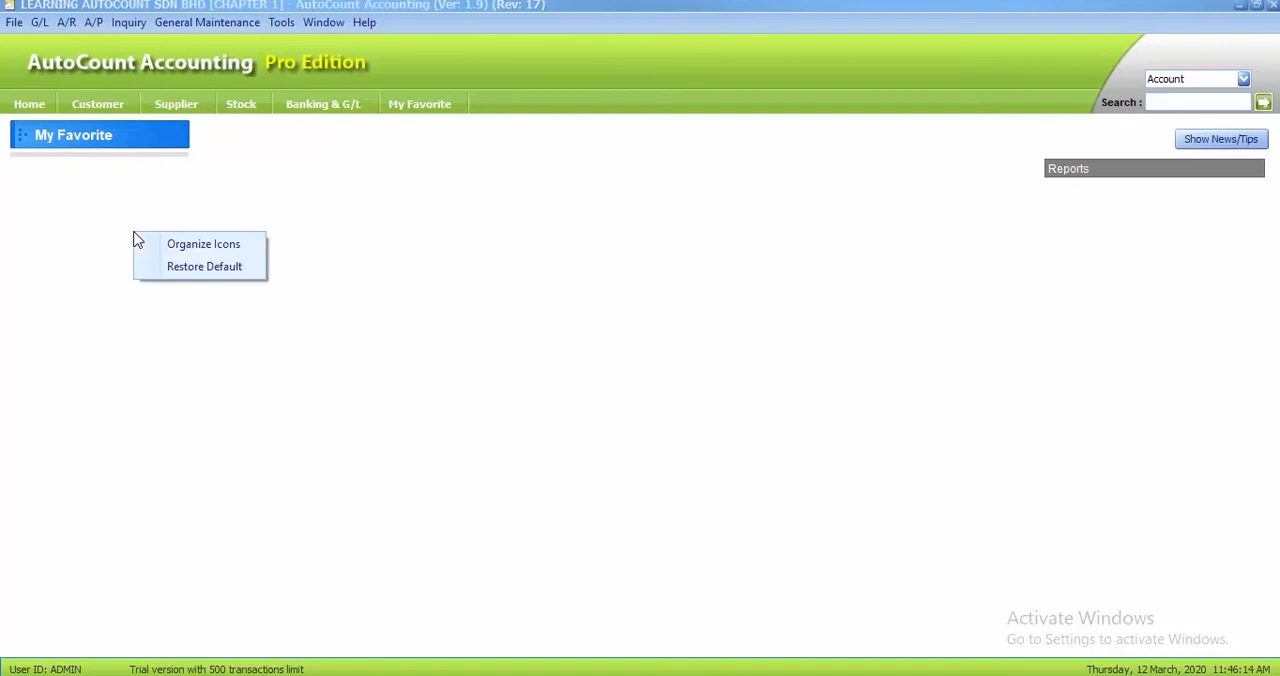 LEARNING AUTOCOUNT SDN BHD [CHAPTER 1] - AutoCount Accounting (Ver: 1.9) (Rev: 17)
File G/L A/R A/P Inquiry General Maintenance Tools Window Help
AutoCount Accounting Pro Edition
Account
Search :
Home Customer Supplier Stock Banking & G/L My Favorite
My Favorite
Show News/Tips
Reports
Organize Icons
Restore Default
Activate Windows
Go to Settings to activate Windows.
User ID: ADMIN Trial version with 500 transactions limit Thursday, 12 March, 2020 11:46:14 AM